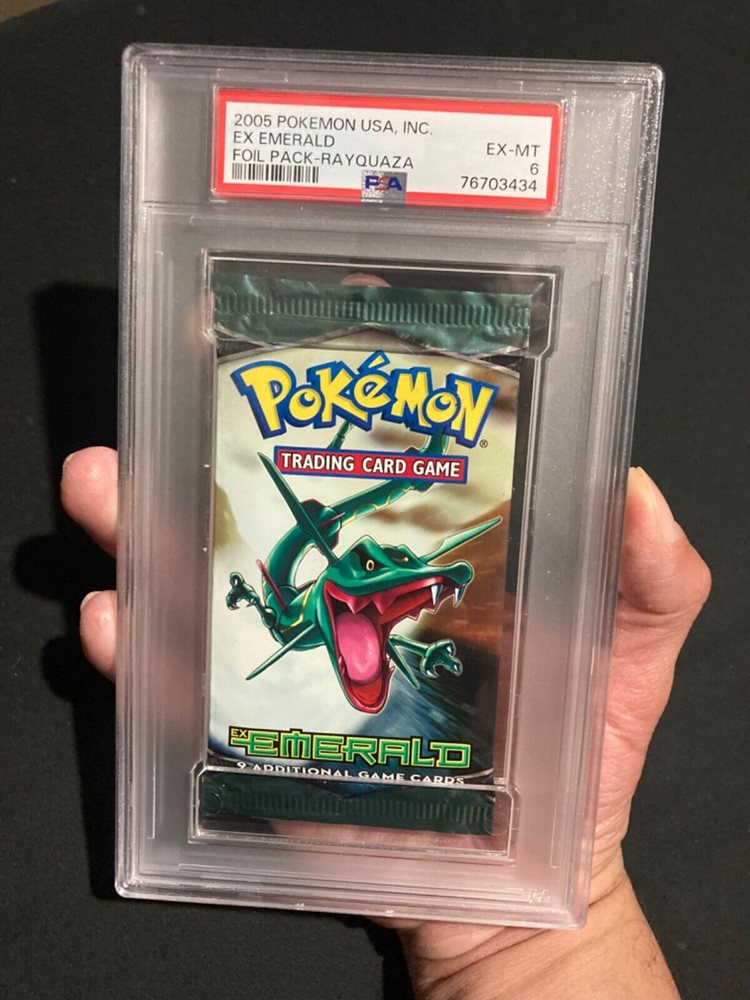 2005 POKEMON USA, INC.
EX EMERALD EX-MT
FOIL PACK-RAYQUAZA 6
PSA 76703434
POKéMON
®
TRADING CARD GAME
EX
EMERALD
9 ADDITIONAL GAME CARDS